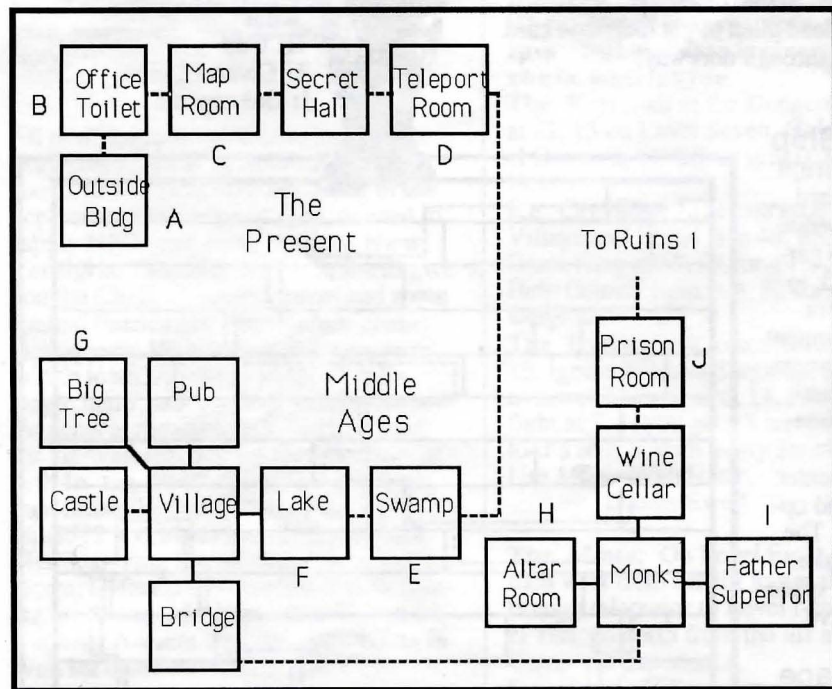 B
Office
Toilet
Map
Room
C
Secret
Hall
Teleport
Room
D
Outside
Bldg
A
The
Present
To Ruins 1
G
Big
Tree
Pub
Middle
Ages
Prison
Room
J
Castle
Village
Lake
F
Swamp
E
Wine
Cellar
H
Altar
Room
Monks
I
Father
Superior
Bridge